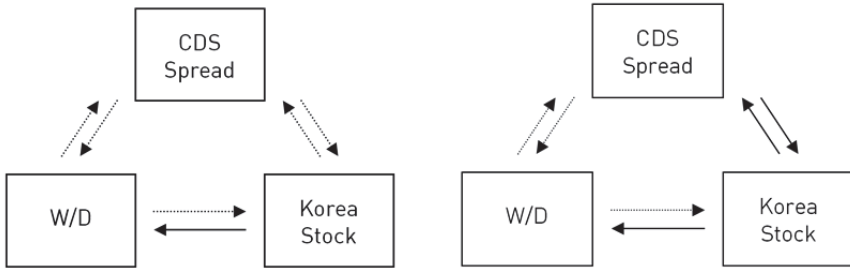 CDS
Spread
W/D
Korea
Stock
CDS
Spread
W/D
Korea
Stock